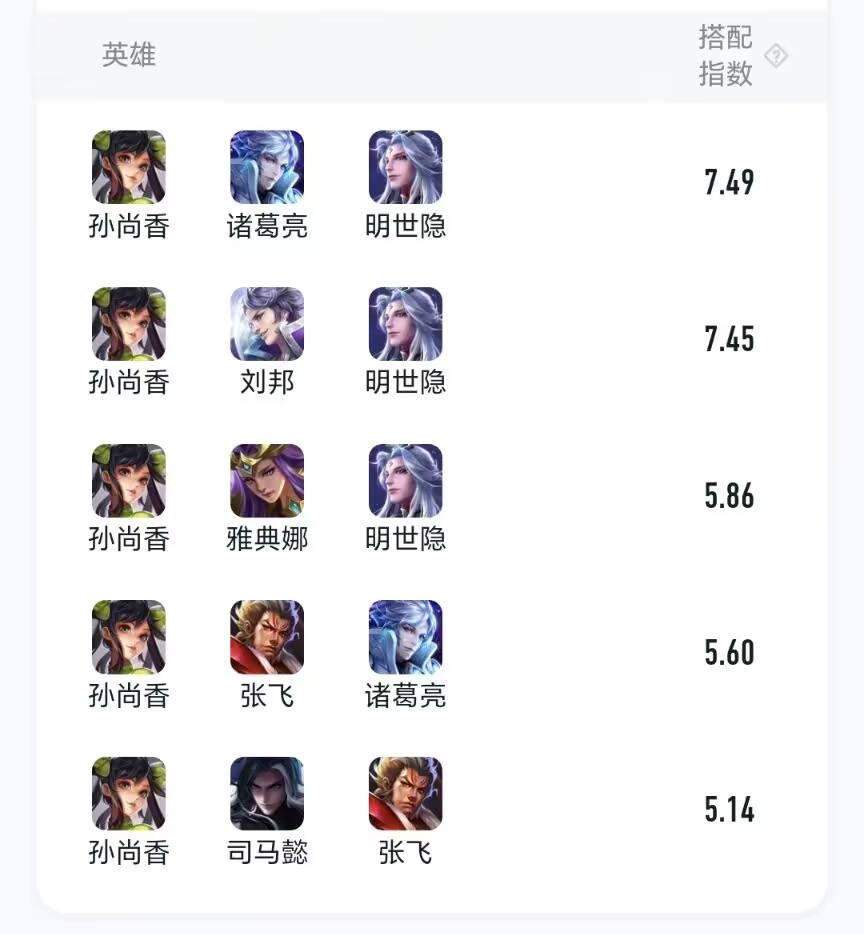 英雄
搭配
指数
孙尚香 诸葛亮 明世隐 7.49
孙尚香 刘邦 明世隐 7.45
孙尚香 雅典娜 明世隐 5.86
孙尚香 张飞 诸葛亮 5.60
孙尚香 司马懿 张飞 5.14